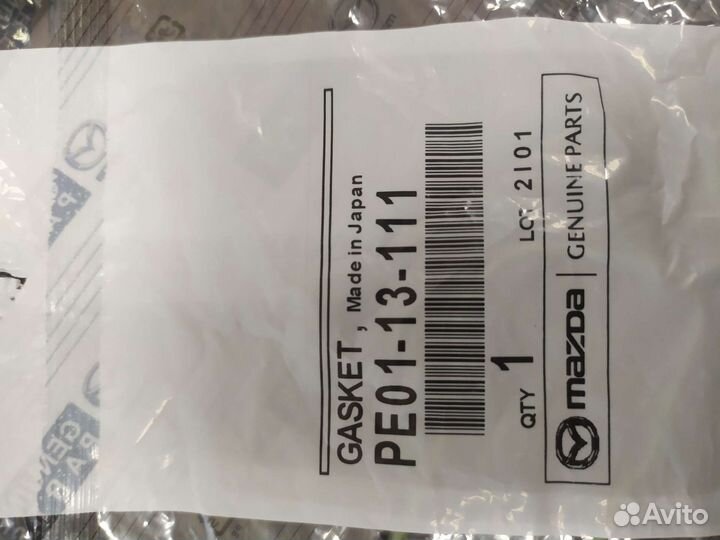 GASKET, Made in Japan
PE01-13-111
QTY 1 LOT 2101
mazda | GENUINE PARTS
Avito